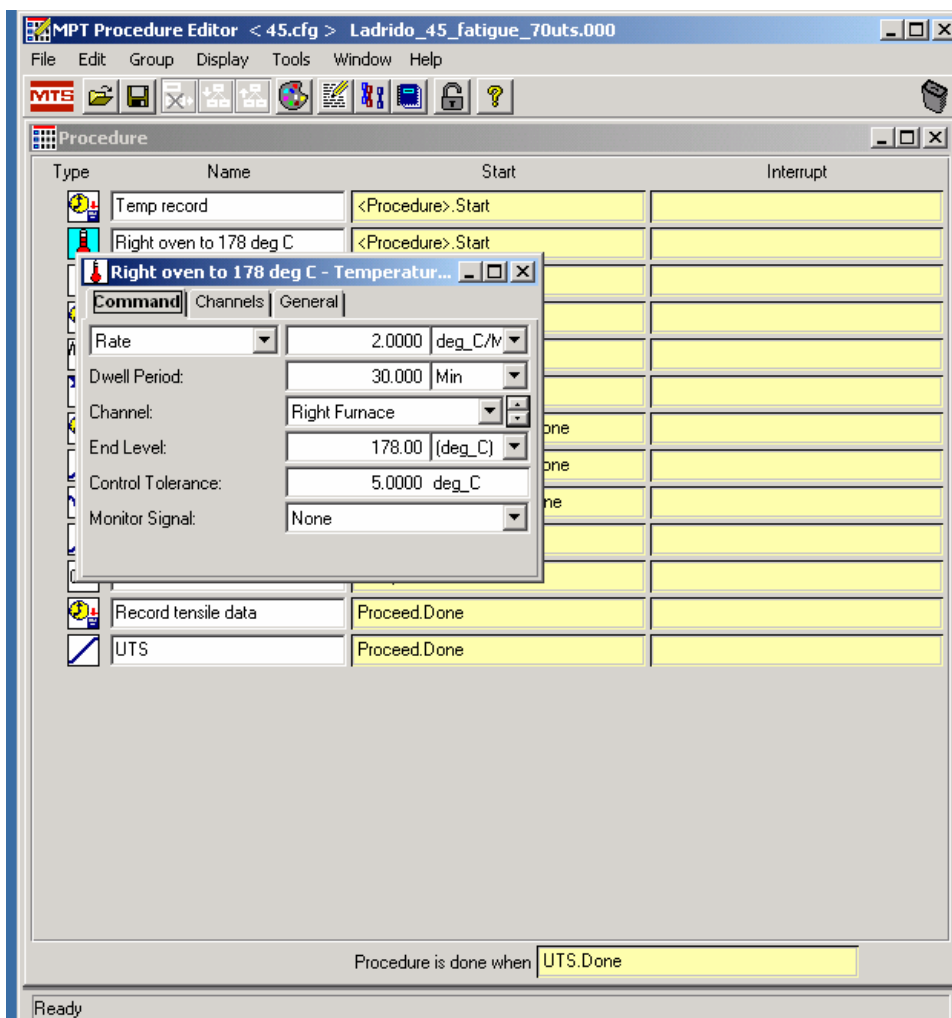 MPT Procedure Editor < 45.cfg > Ladrido_45_fatigue_70uts.000
File Edit Group Display Tools Window Help
MTS
Procedure
Type Name Start Interrupt
Temp record <Procedure>.Start
Right oven to 178 deg C <Procedure>.Start
Right oven to 178 deg C - Temperatur...
Command Channels General
Rate 2.0000 deg_C/M
Dwell Period: 30.000 Min
Channel: Right Furnace
End Level: 178.00 (deg_C)
Control Tolerance: 5.0000 deg_C
Monitor Signal: None
Record tensile data Proceed.Done
UTS Proceed.Done
Procedure is done when UTS.Done
Ready